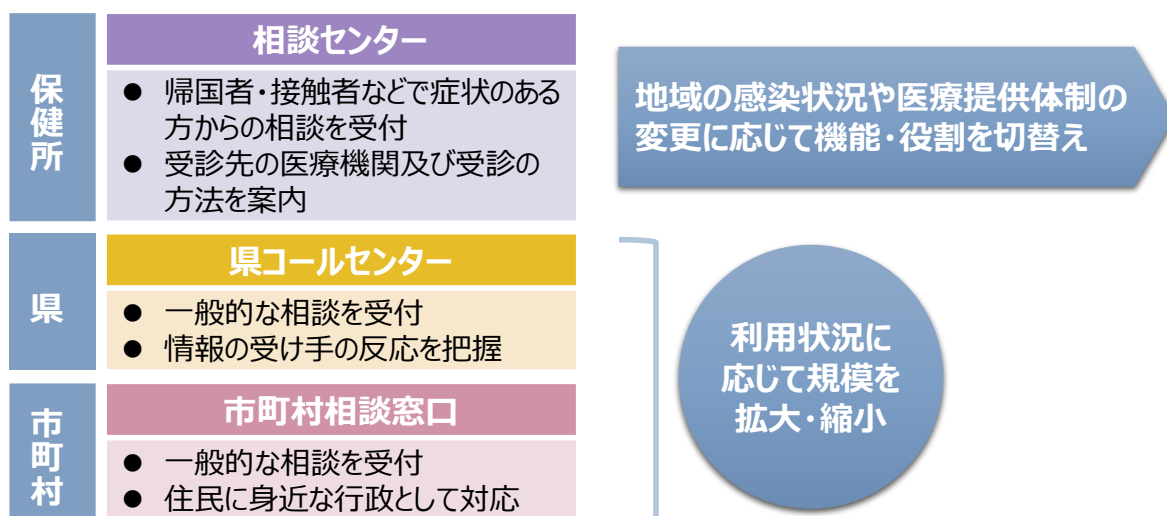 保健所
相談センター
● 帰国者・接触者などで症状のある
方からの相談を受付
● 受診先の医療機関及び受診の
方法を案内
地域の感染状況や医療提供体制の
変更に応じて機能・役割を切替え
県
県コールセンター
● 一般的な相談を受付
● 情報の受け手の反応を把握
市町村
市町村相談窓口
● 一般的な相談を受付
● 住民に身近な行政として対応
利用状況に
応じて規模を
拡大・縮小